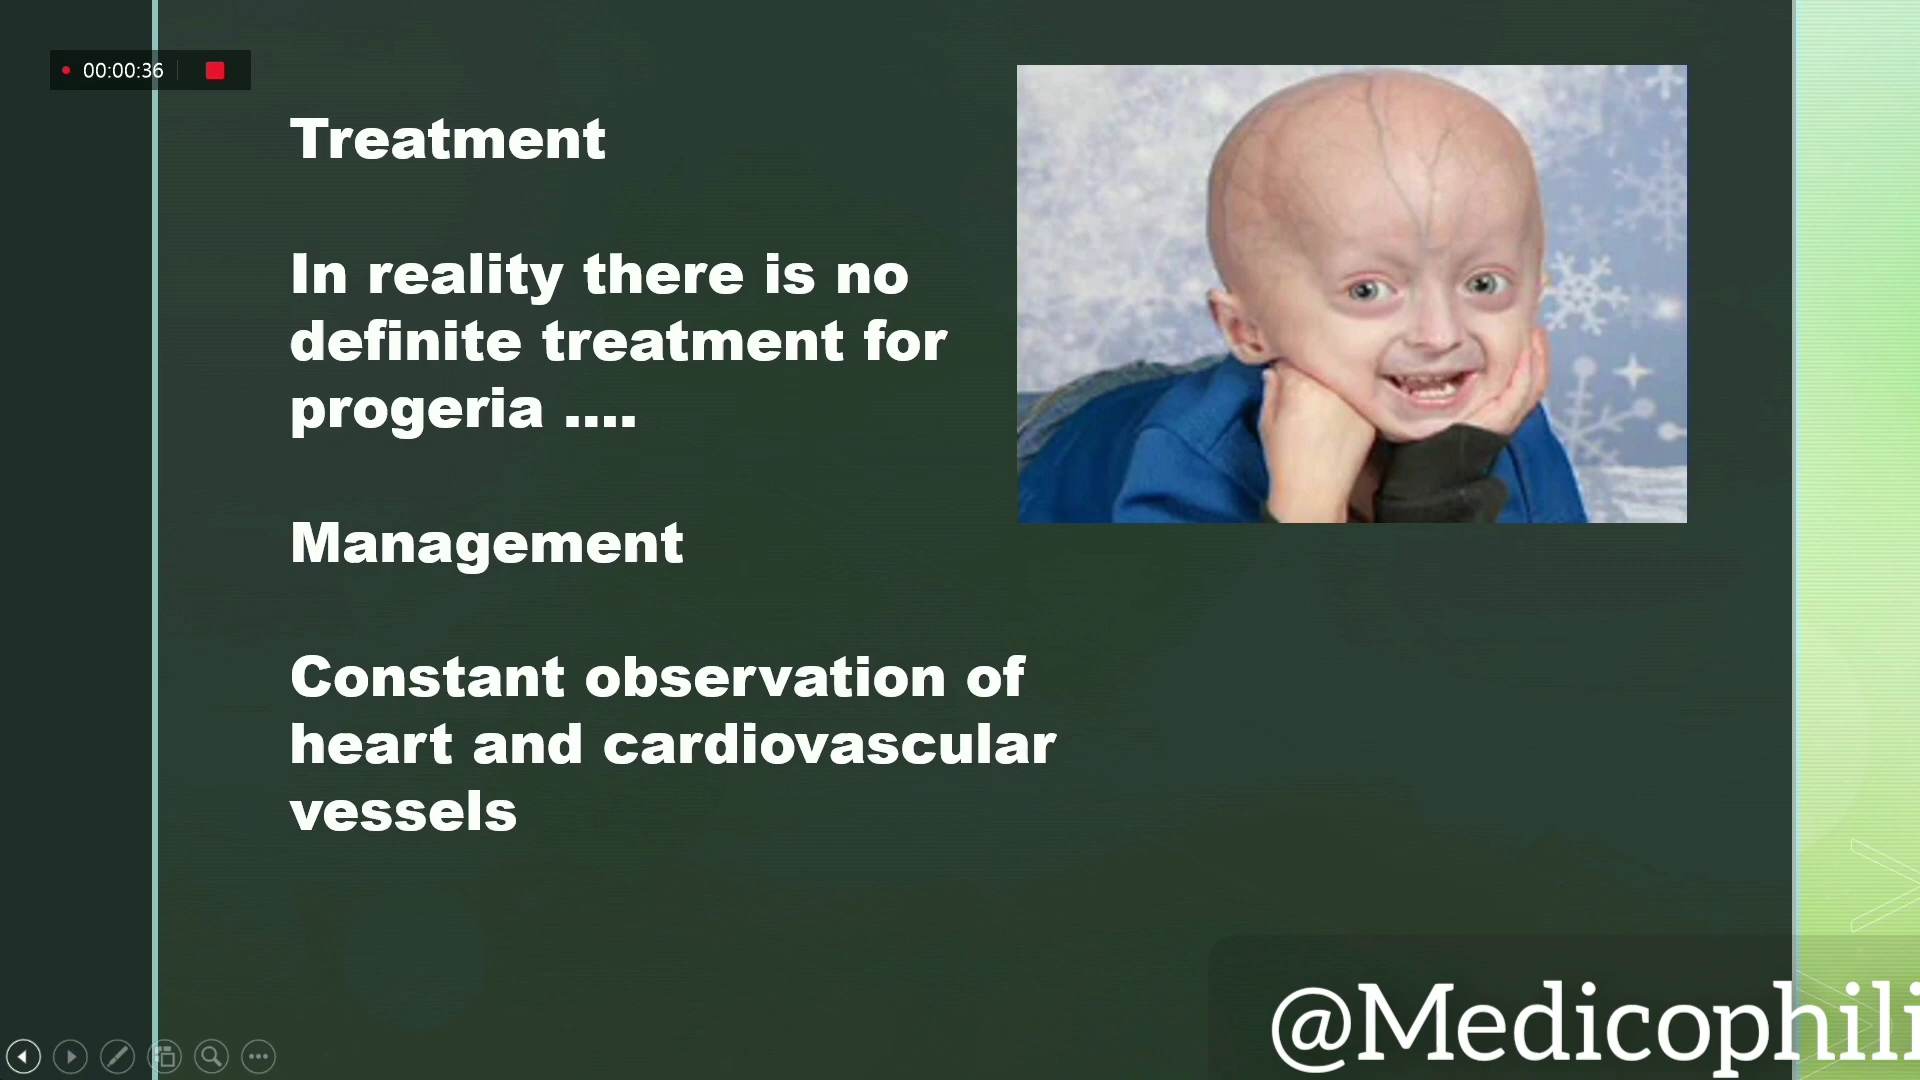 00:00:36
Treatment
In reality there is no
definite treatment for
progeria ....
Management
Constant observation of
heart and cardiovascular
vessels
@Medicophili